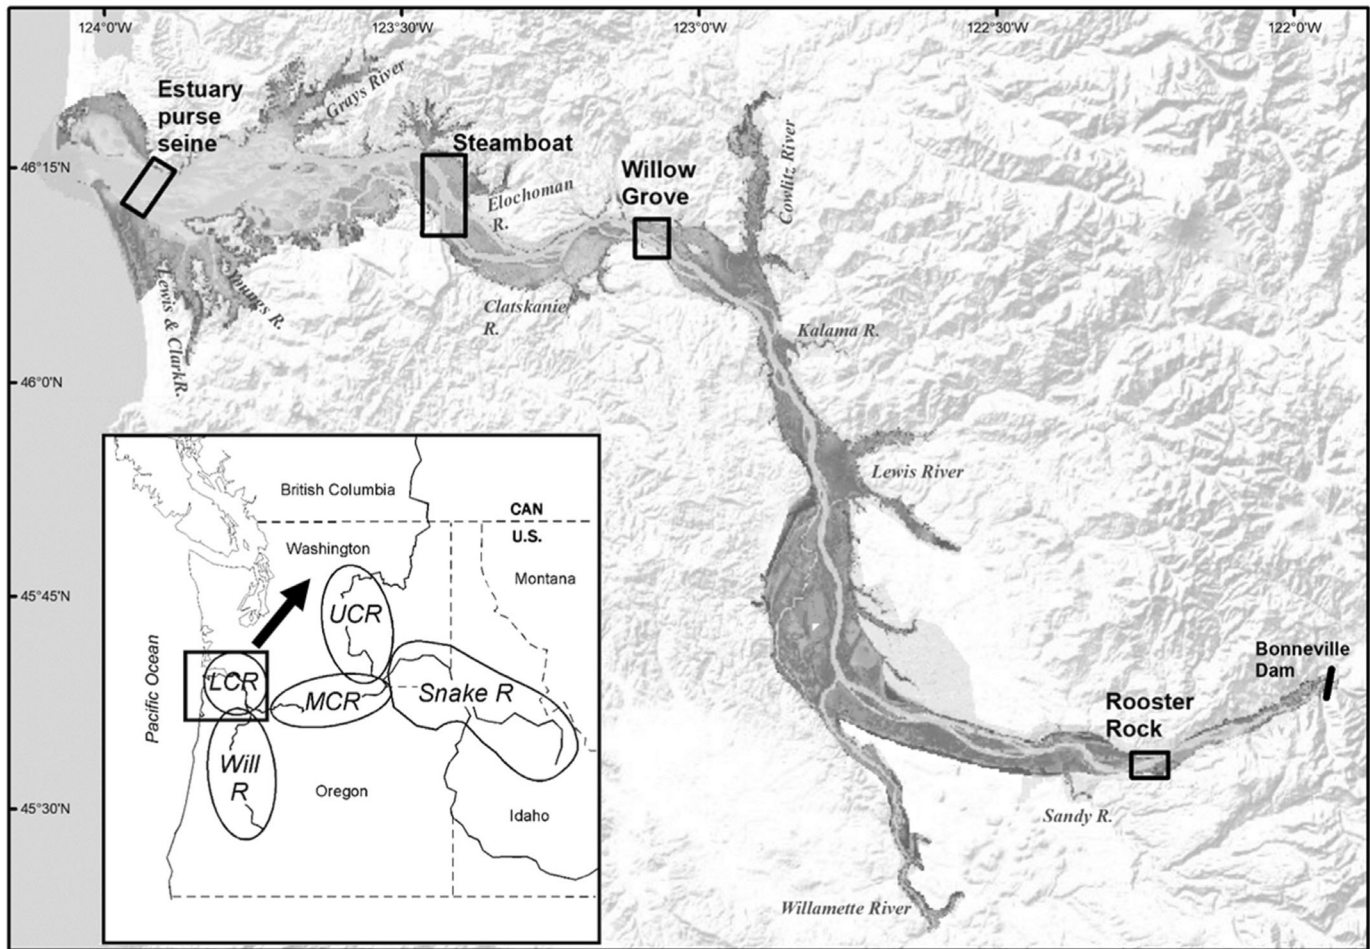 124°0'W
123°30'W
123°0'W
122°30'W
122°0'W
46°15'N
46°0'N
45°45'N
45°30'N
Estuary
purse
seine
Grays River
Steamboat
Elochoman
R.
Willow
Grove
Cowlitz River
Lewis & Clark R.
Youngs R.
Clatskanie
R.
Kalama R.
Lewis River
Bonneville
Dam
Rooster
Rock
Sandy R.
Willamette River
British Columbia
CAN
U.S.
Washington
Montana
UCR
Pacific Ocean
LCR
MCR
Snake R
Will
R
Oregon
Idaho